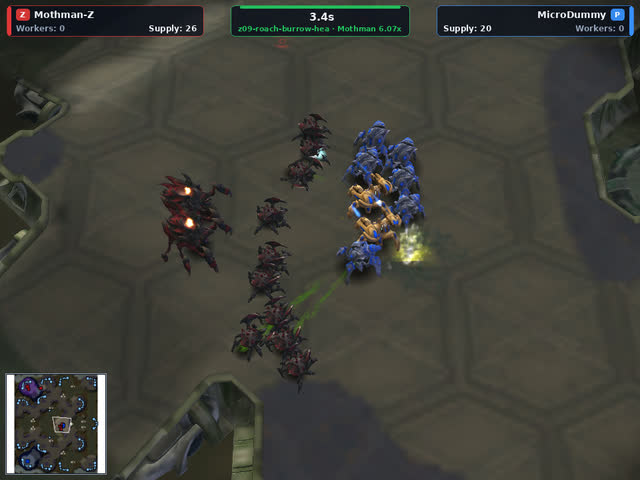 Z Mothman-Z
Workers: 0 Supply: 26
3.4s
z09-roach-burrow-hea · Mothman 6.07x
MicroDummy P
Supply: 20 Workers: 0